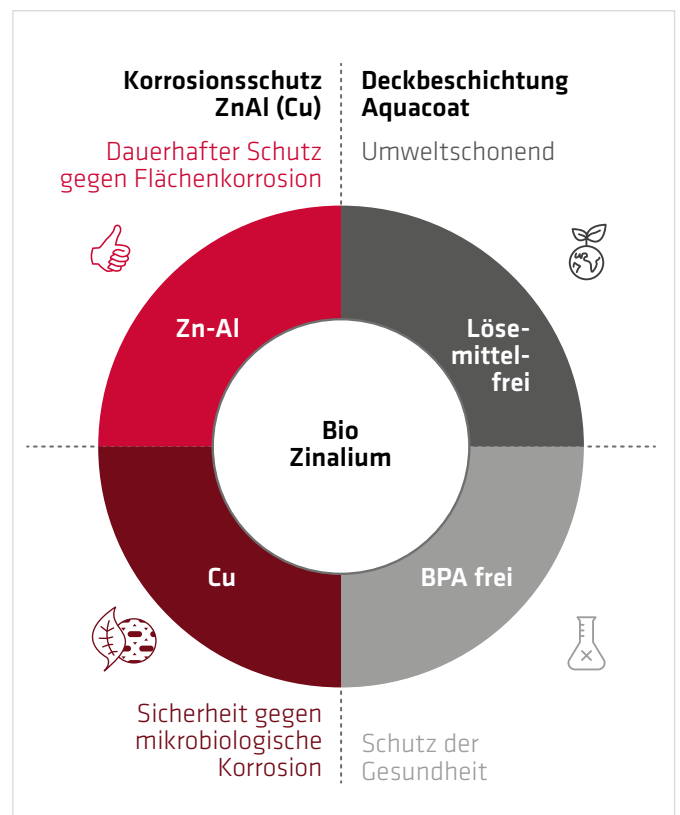 Korrosionsschutz
ZnAl (Cu)
Dauerhafter Schutz
gegen Flächenkorrosion
Deckbeschichtung
Aquacoat
Umweltschonend
Zn-Al
Löse-
mittel-
frei
Bio
Zinalium
Cu
BPA frei
Sicherheit gegen
mikrobiologische
Korrosion
Schutz der
Gesundheit